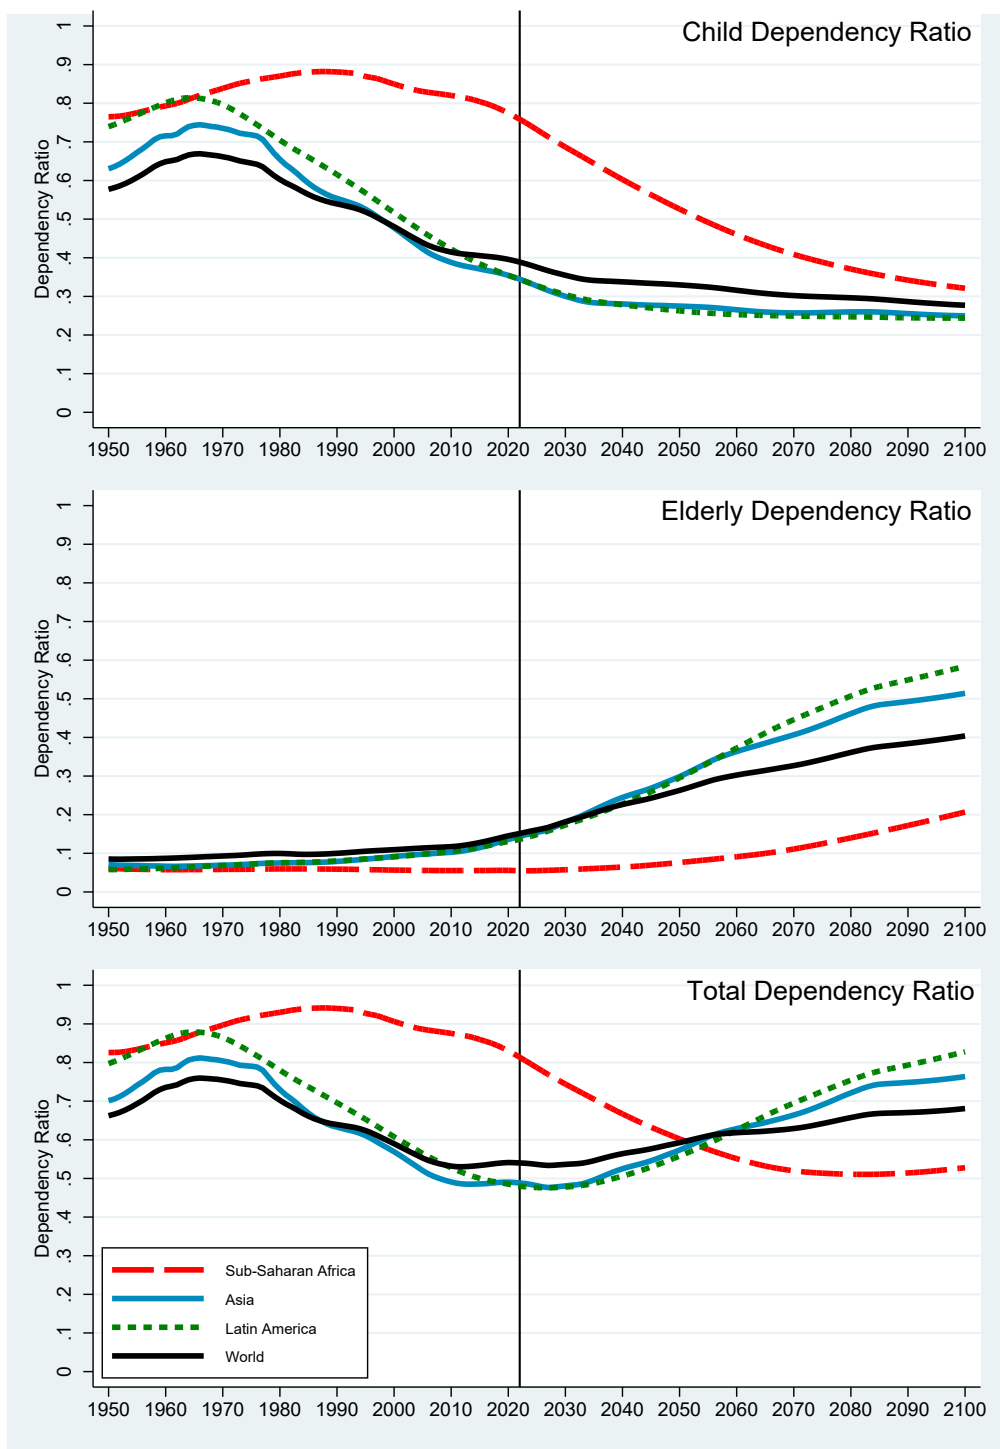 Child Dependency Ratio
Dependency Ratio
1
.9
.8
.7
.6
.5
.4
.3
.2
.1
0
1950 1960 1970 1980 1990 2000 2010 2020 2030 2040 2050 2060 2070 2080 2090 2100
Elderly Dependency Ratio
Dependency Ratio
1
.9
.8
.7
.6
.5
.4
.3
.2
.1
0
1950 1960 1970 1980 1990 2000 2010 2020 2030 2040 2050 2060 2070 2080 2090 2100
Total Dependency Ratio
Dependency Ratio
1
.9
.8
.7
.6
.5
.4
.3
.2
.1
0
Sub-Saharan Africa
Asia
Latin America
World
1950 1960 1970 1980 1990 2000 2010 2020 2030 2040 2050 2060 2070 2080 2090 2100